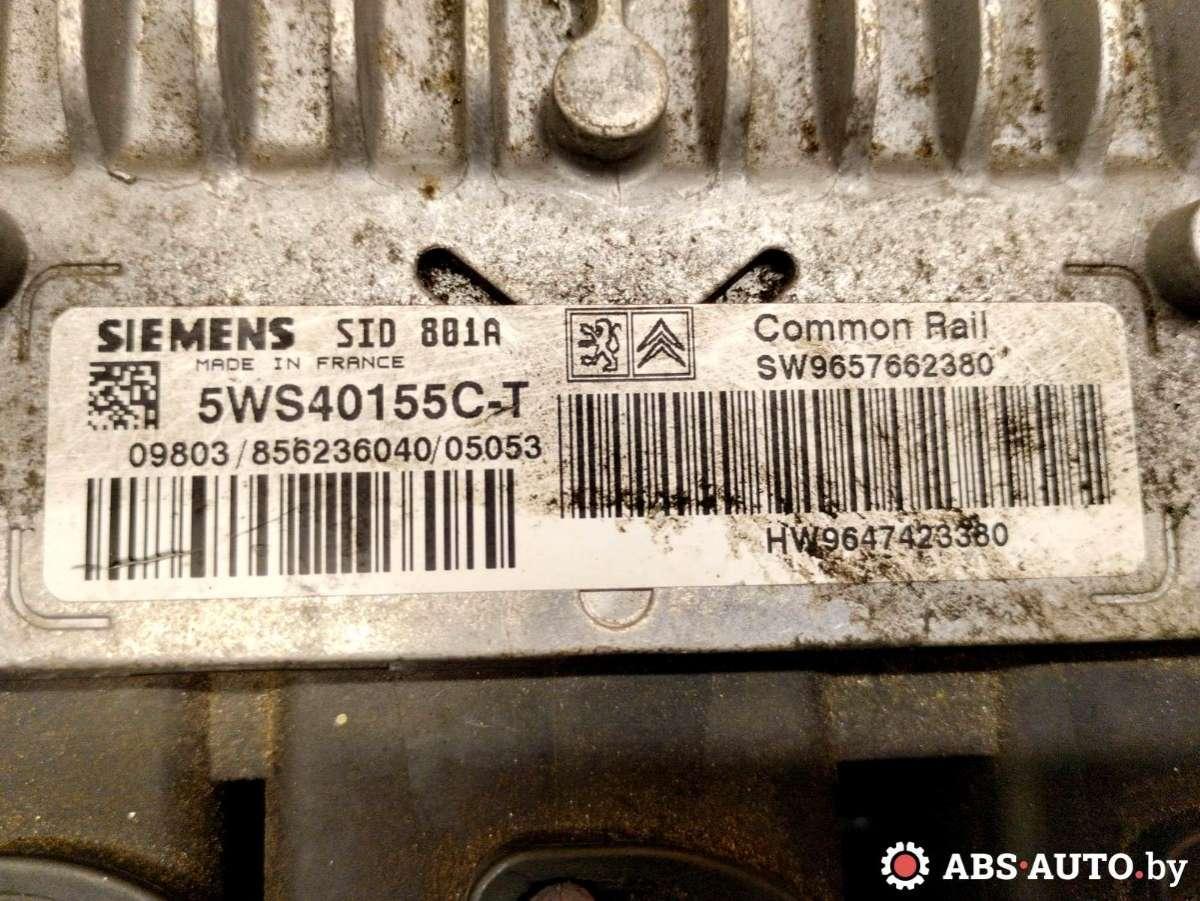 SIEMENS SID 801A
MADE IN FRANCE
5WS40155C-T
09803/856236040/05053
Common Rail
SW9657662380
HW9647423380
ABS·AUTO.by